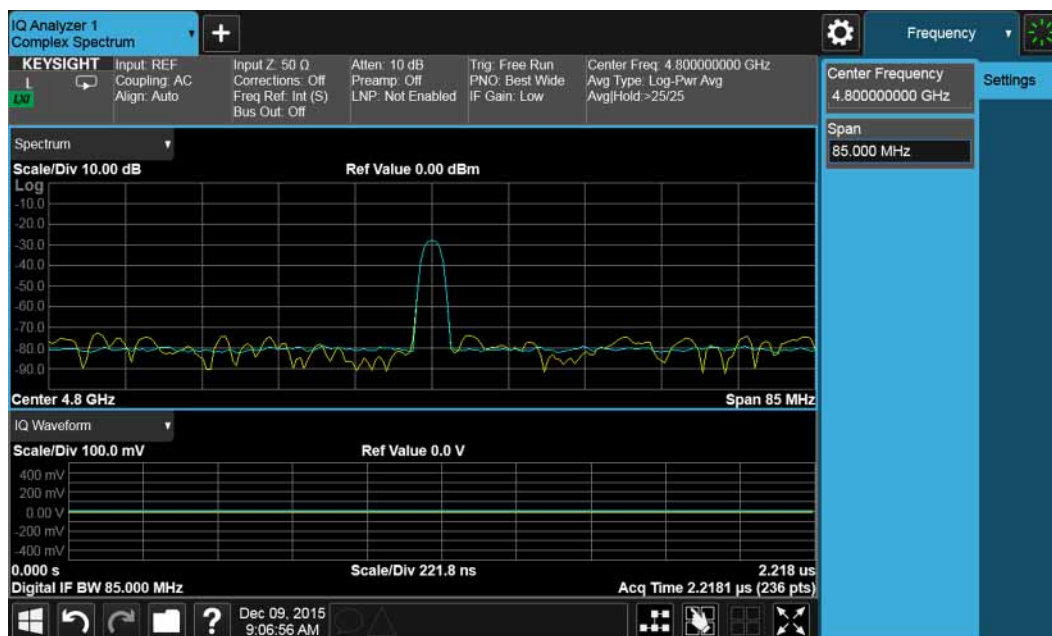 IQ Analyzer 1
Complex Spectrum
Frequency
KEYSIGHT
L
LXI
Input: REF
Coupling: AC
Align: Auto
Input Z: 50 Ω
Corrections: Off
Freq Ref: Int (S)
Bus Out: Off
Atten: 10 dB
Preamp: Off
LNP: Not Enabled
Trig: Free Run
PNO: Best Wide
IF Gain: Low
Center Freq: 4.800000000 GHz
Avg Type: Log-Pwr Avg
Avg|Hold:>25/25
Center Frequency
4.800000000 GHz
Settings
Span
85.000 MHz
Spectrum
Scale/Div 10.00 dB
Ref Value 0.00 dBm
Log
-10.0
-20.0
-30.0
-40.0
-50.0
-60.0
-70.0
-80.0
-90.0
Center 4.8 GHz
Span 85 MHz
IQ Waveform
Scale/Div 100.0 mV
Ref Value 0.0 V
400 mV
200 mV
0.00 V
-200 mV
-400 mV
0.000 s
Scale/Div 221.8 ns
2.218 us
Digital IF BW 85.000 MHz
Acq Time 2.2181 µs (236 pts)
?
Dec 09, 2015
9:06:56 AM